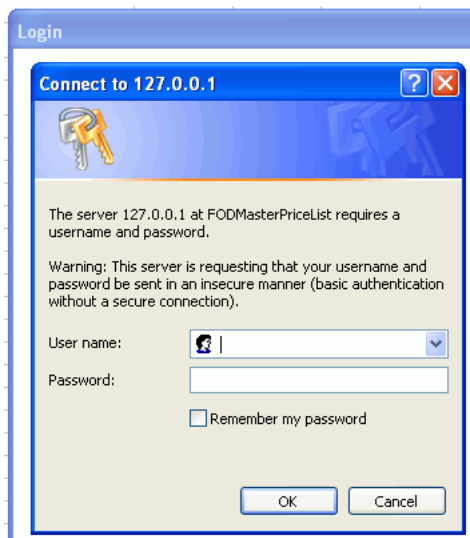 Login
Connect to 127.0.0.1
The server 127.0.0.1 at FODMasterPriceList requires a
username and password.
Warning: This server is requesting that your username and
password be sent in an insecure manner (basic authentication
without a secure connection).
User name:
Password:
Remember my password
OK Cancel